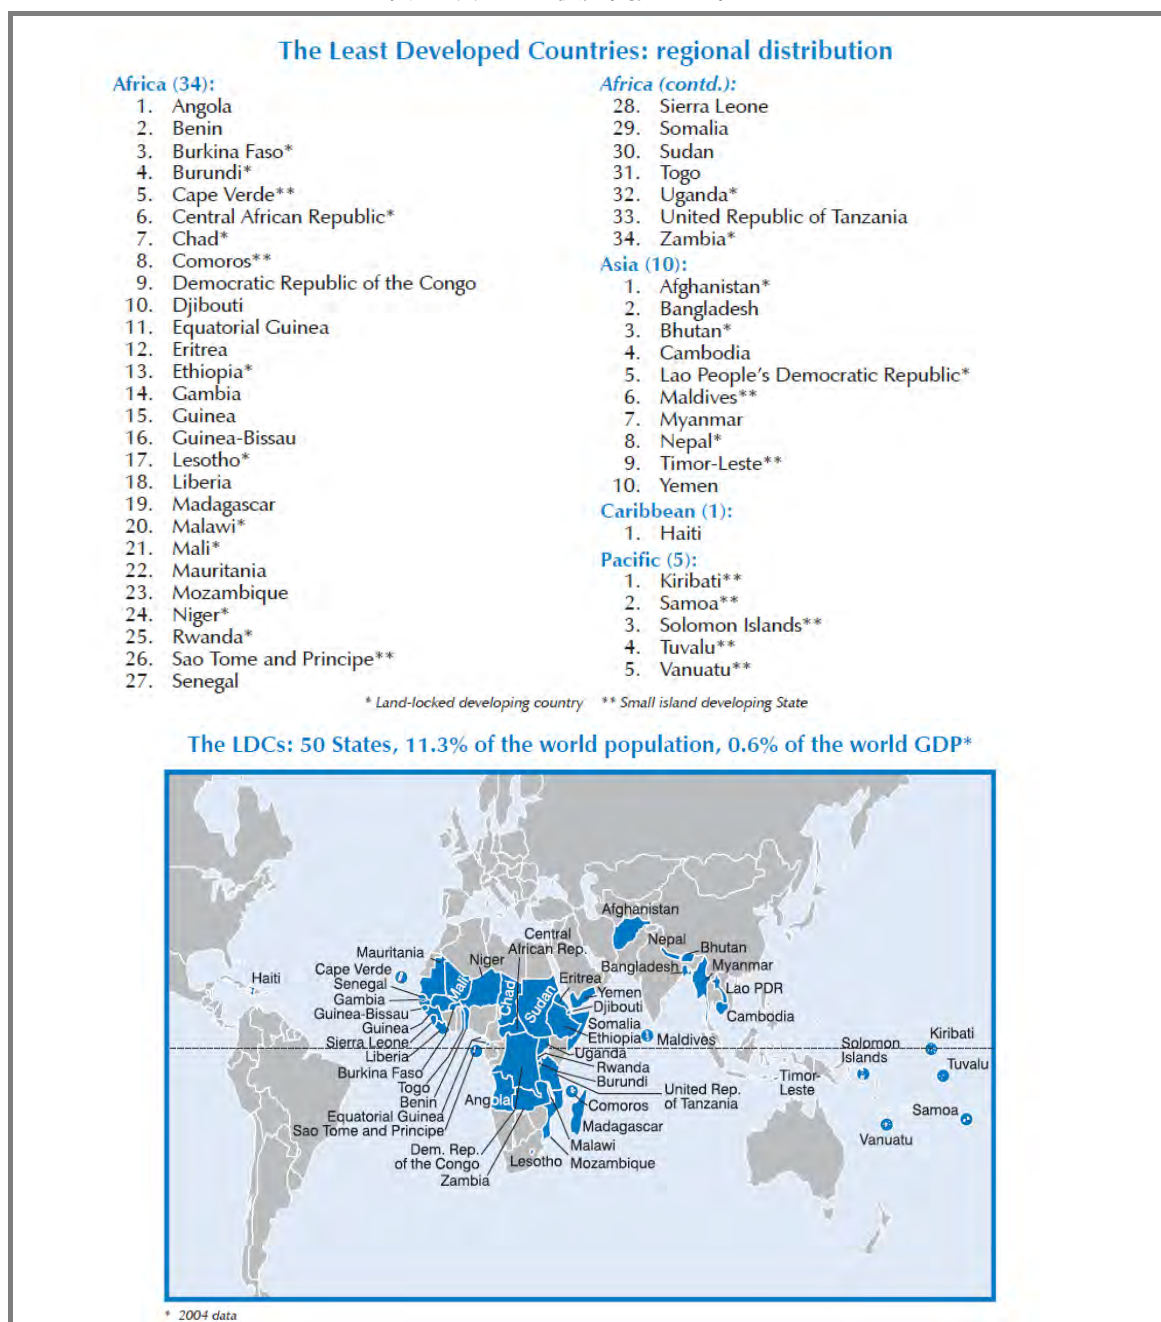 The Least Developed Countries: regional distribution
Africa (34):
1. Angola
2. Benin
3. Burkina Faso*
4. Burundi*
5. Cape Verde**
6. Central African Republic*
7. Chad*
8. Comoros**
9. Democratic Republic of the Congo
10. Djibouti
11. Equatorial Guinea
12. Eritrea
13. Ethiopia*
14. Gambia
15. Guinea
16. Guinea-Bissau
17. Lesotho*
18. Liberia
19. Madagascar
20. Malawi*
21. Mali*
22. Mauritania
23. Mozambique
24. Niger*
25. Rwanda*
26. Sao Tome and Principe**
27. Senegal
Africa (contd.):
28. Sierra Leone
29. Somalia
30. Sudan
31. Togo
32. Uganda*
33. United Republic of Tanzania
34. Zambia*
Asia (10):
1. Afghanistan*
2. Bangladesh
3. Bhutan*
4. Cambodia
5. Lao People's Democratic Republic*
6. Maldives**
7. Myanmar
8. Nepal*
9. Timor-Leste**
10. Yemen
Caribbean (1):
1. Haiti
Pacific (5):
1. Kiribati**
2. Samoa**
3. Solomon Islands**
4. Tuvalu**
5. Vanuatu**
* Land-locked developing country ** Small island developing State
The LDCs: 50 States, 11.3% of the world population, 0.6% of the world GDP*
Haiti
Mauritania
Cape Verde
Senegal
Gambia
Guinea-Bissau
Guinea
Sierra Leone
Liberia
Burkina Faso
Togo
Benin
Equatorial Guinea
Sao Tome and Principe
Dem. Rep.
of the Congo
Zambia
Mali
Niger
Chad
Central
African Rep.
Sudan
Angola
Lesotho
Eritrea
Yemen
Djibouti
Somalia
Ethiopia
Uganda
Rwanda
Burundi
United Rep.
of Tanzania
Comoros
Madagascar
Malawi
Mozambique
Maldives
Afghanistan
Nepal
Bhutan
Bangladesh
Myanmar
Lao PDR
Cambodia
Timor-
Leste
Solomon
Islands
Kiribati
Tuvalu
Samoa
Vanuatu
* 2004 data